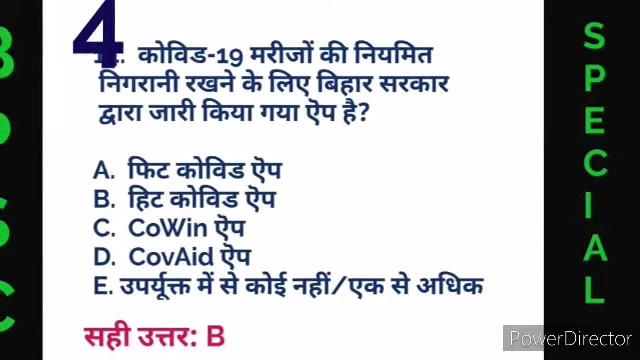 4
कोविड-19 मरीजों की नियमित
निगरानी रखने के लिए बिहार सरकार
द्वारा जारी किया गया ऐप है?
A. फिट कोविड ऐप
B. हिट कोविड ऐप
C. CoWin ऐप
D. CovAid ऐप
E. उपर्युक्त में से कोई नहीं/एक से अधिक
सही उत्तर: B
SPECIAL
PowerDirector